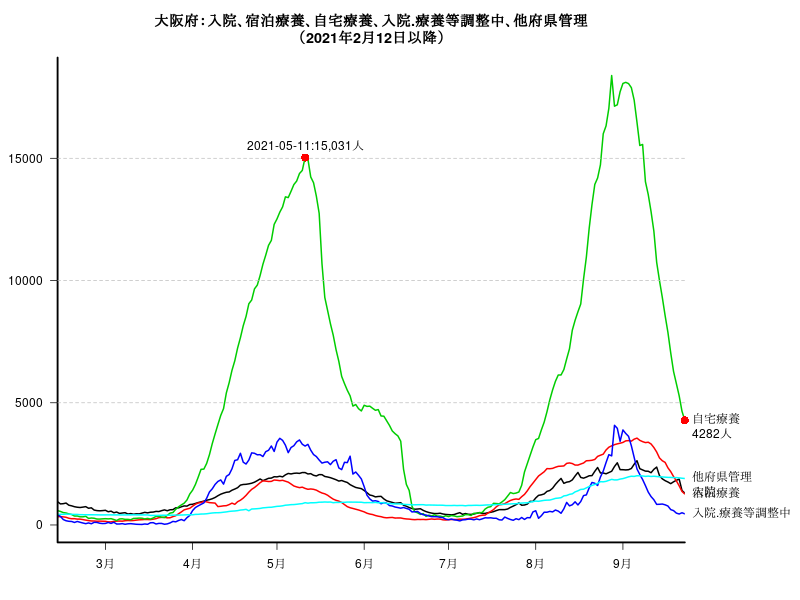 大阪府：入院、宿泊療養、自宅療養、入院.療養等調整中、他府県管理
（2021年2月12日以降）
2021-05-11:15,031人
15000
10000
5000
0
自宅療養
4282人
他府県管理
療養
入院.療養等調整中
3月
4月
5月
6月
7月
8月
9月